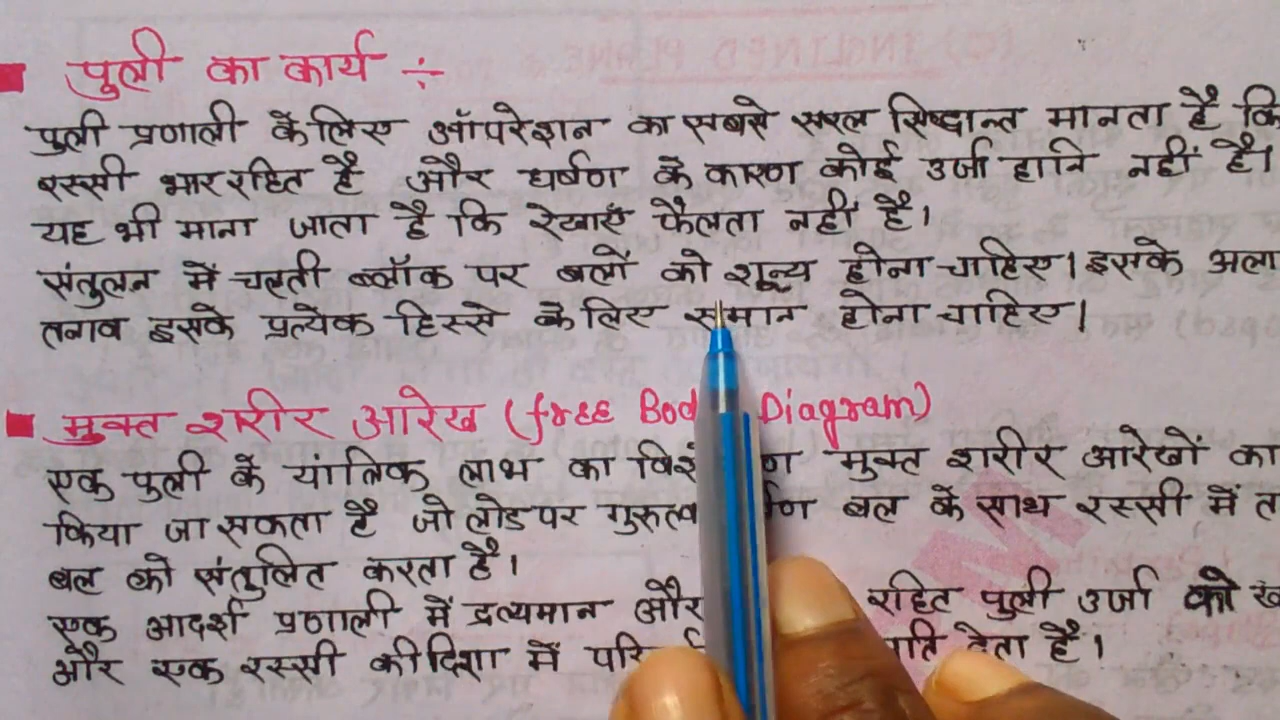 पुली का कार्य ÷
पुली प्रणाली के लिए ऑपरेशन का सबसे सरल सिध्दान्त मानता है कि
रस्सी भार रहित है और घर्षण के कारण कोई उर्जा हानि नहीं है।
यह भी माना जाता है कि रेखाएँ फैलता नहीं है।
संतुलन में चलती ब्लॉक पर बलों को शून्य होना चाहिए। इसके अला
तनाव इसके प्रत्येक हिस्से के लिए समान होना चाहिए।
मुक्त शरीर आरेख (free Bod Diagram)
एक पुली के यांत्रिक लाभ का मुक्त शरीर आरेखों का
किया जा सकता है जो लोड पर बल के साथ रस्सी में त
बल को संतुलित करता है।
एक आदर्श प्रणाली में द्रव्यमान और रहित पुली उर्जा को
और एक रस्सी की दिशा में देता है।